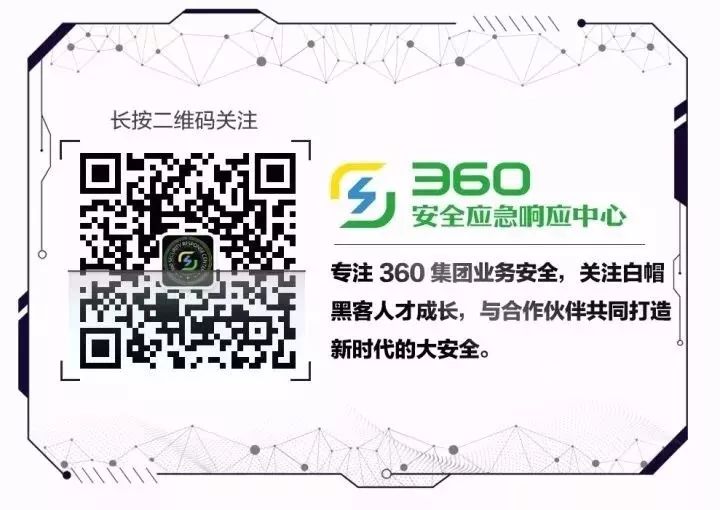 长按二维码关注
360
安全应急响应中心
专注 360 集团业务安全，关注白帽
黑客人才成长，与合作伙伴共同打造
新时代的大安全。